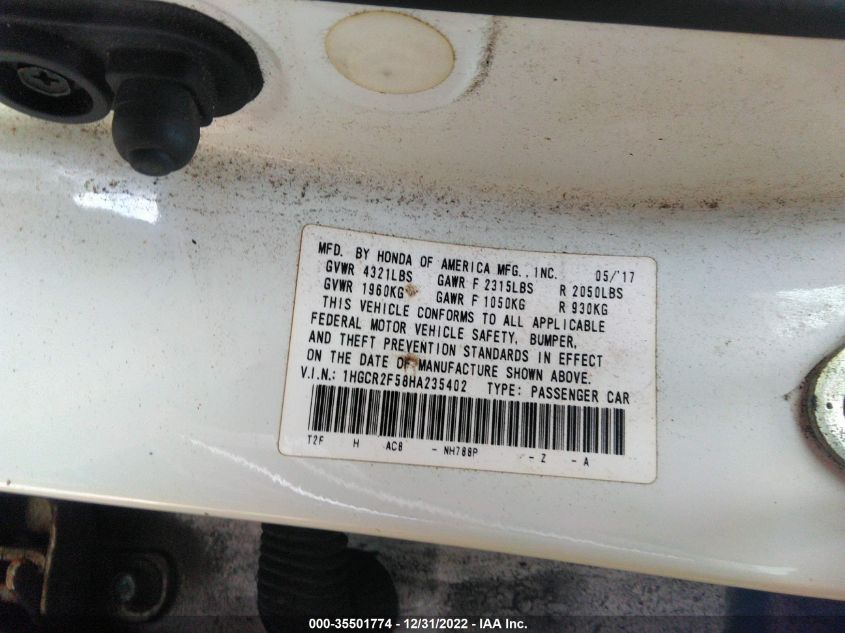 MFD. BY HONDA OF AMERICA MFG., INC. 05/'17
GVWR 4321LBS GAWR F 2315LBS R 2050LBS
GVWR 1960KG GAWR F 1050KG R 930KG
THIS VEHICLE CONFORMS TO ALL APPLICABLE
FEDERAL MOTOR VEHICLE SAFETY, BUMPER,
AND THEFT PREVENTION STANDARDS IN EFFECT
ON THE DATE OF MANUFACTURE SHOWN ABOVE.
V.I.N.: 1HGCR2F58HA235402 TYPE: PASSENGER CAR
T2F H AC8 - NH788P - Z - A
000-35501774 - 12/31/2022 - IAA Inc.